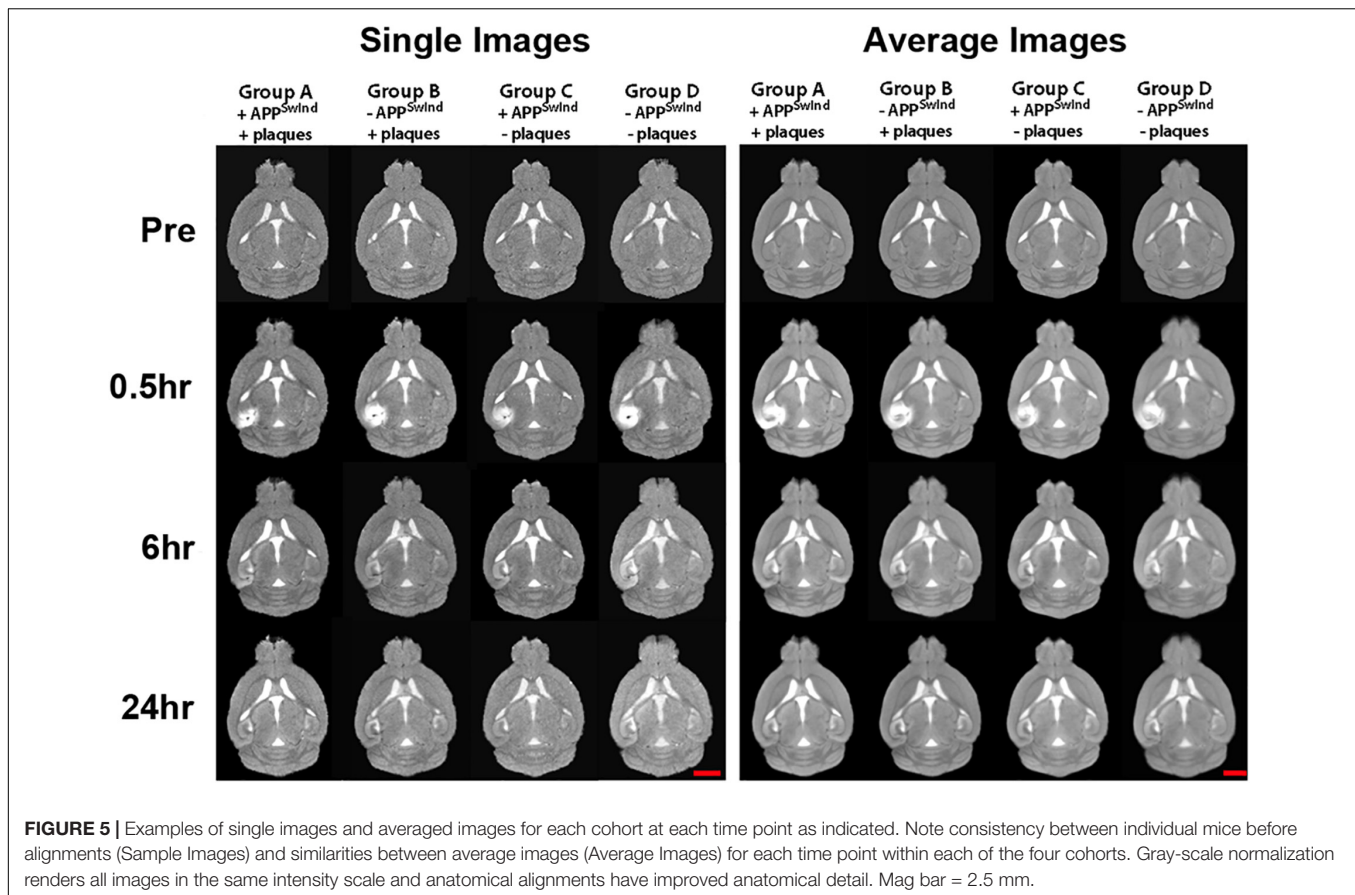 Single Images
Average Images
Group A
+ APPSwInd
+ plaques
Group B
- APPSwInd
+ plaques
Group C
+ APPSwInd
- plaques
Group D
- APPSwInd
- plaques
Group A
+ APPSwInd
+ plaques
Group B
- APPSwInd
+ plaques
Group C
+ APPSwInd
- plaques
Group D
- APPSwInd
- plaques
Pre
0.5hr
6hr
24hr
FIGURE 5 | Examples of single images and averaged images for each cohort at each time point as indicated. Note consistency between individual mice before
alignments (Sample Images) and similarities between average images (Average Images) for each time point within each of the four cohorts. Gray-scale normalization
renders all images in the same intensity scale and anatomical alignments have improved anatomical detail. Mag bar = 2.5 mm.